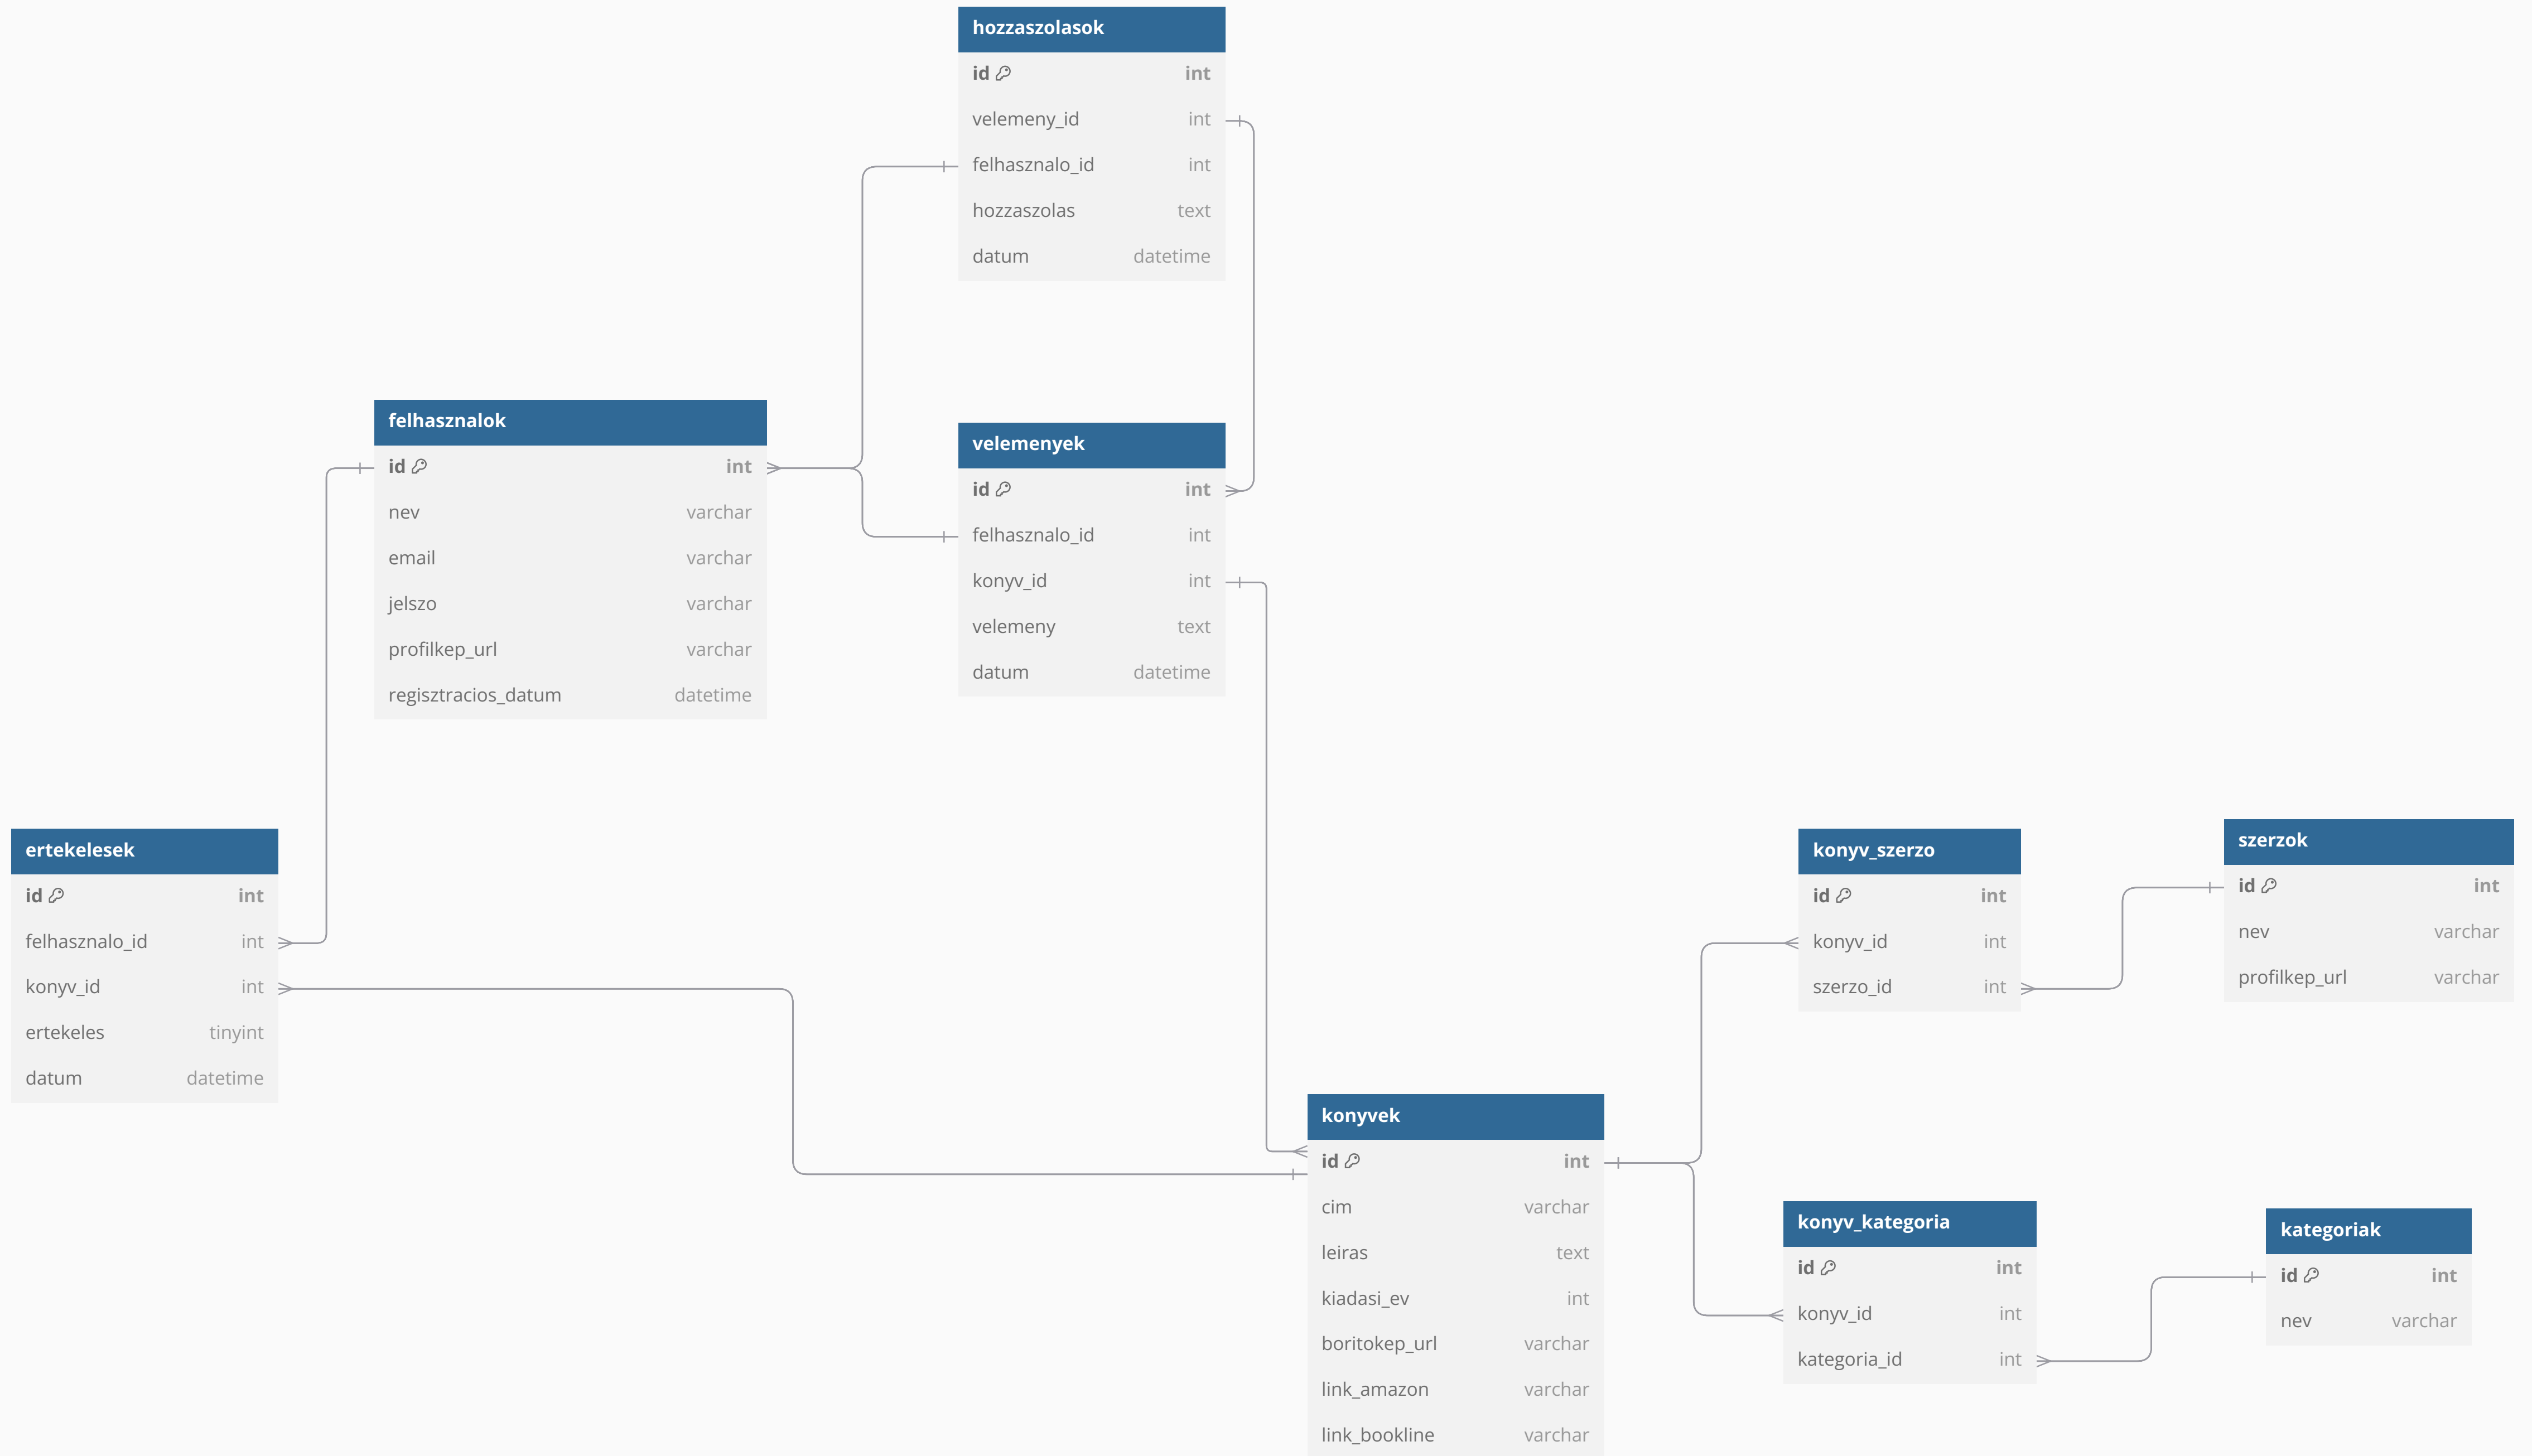 hozzaszolasok
id int
velemeny_id int
felhasznalo_id int
hozzaszolas text
datum datetime
felhasznalok
id int
nev varchar
email varchar
jelszo varchar
profilkep_url varchar
regisztracios_datum datetime
velemenyek
id int
felhasznalo_id int
konyv_id int
velemeny text
datum datetime
ertekelesek
id int
felhasznalo_id int
konyv_id int
ertekeles tinyint
datum datetime
konyv_szerzo
id int
konyv_id int
szerzo_id int
szerzok
id int
nev varchar
profilkep_url varchar
konyvek
id int
cim varchar
leiras text
kiadasi_ev int
boritokep_url varchar
link_amazon varchar
link_bookline varchar
konyv_kategoria
id int
konyv_id int
kategoria_id int
kategoriak
id int
nev varchar